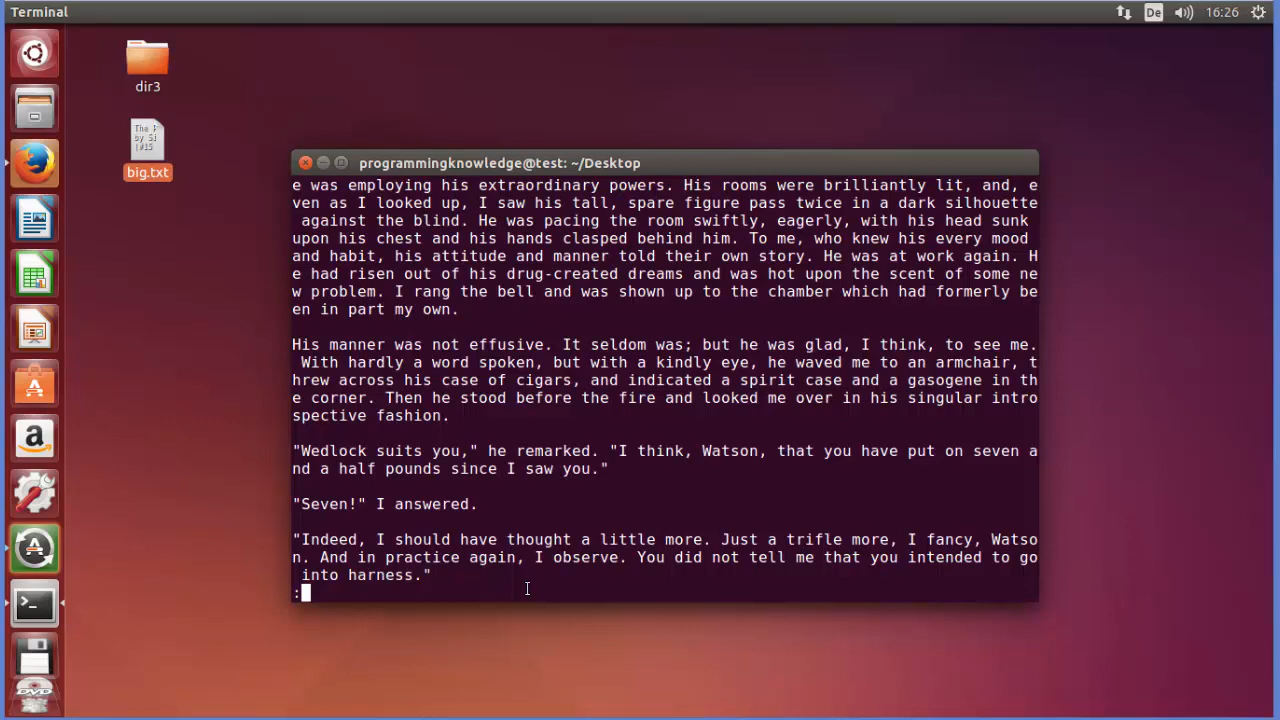 Terminal
De
16:26
dir3
The A
by Si
[#15
big.txt
programmingknowledge@test: ~/Desktop
e was employing his extraordinary powers. His rooms were brilliantly lit, and, e
ven as I looked up, I saw his tall, spare figure pass twice in a dark silhouette
 against the blind. He was pacing the room swiftly, eagerly, with his head sunk
upon his chest and his hands clasped behind him. To me, who knew his every mood
and habit, his attitude and manner told their own story. He was at work again. H
e had risen out of his drug-created dreams and was hot upon the scent of some ne
w problem. I rang the bell and was shown up to the chamber which had formerly be
en in part my own.
His manner was not effusive. It seldom was; but he was glad, I think, to see me.
 With hardly a word spoken, but with a kindly eye, he waved me to an armchair, t
hrew across his case of cigars, and indicated a spirit case and a gasogene in th
e corner. Then he stood before the fire and looked me over in his singular intro
spective fashion.
"Wedlock suits you," he remarked. "I think, Watson, that you have put on seven a
nd a half pounds since I saw you."
"Seven!" I answered.
"Indeed, I should have thought a little more. Just a trifle more, I fancy, Watso
n. And in practice again, I observe. You did not tell me that you intended to go
 into harness."
: